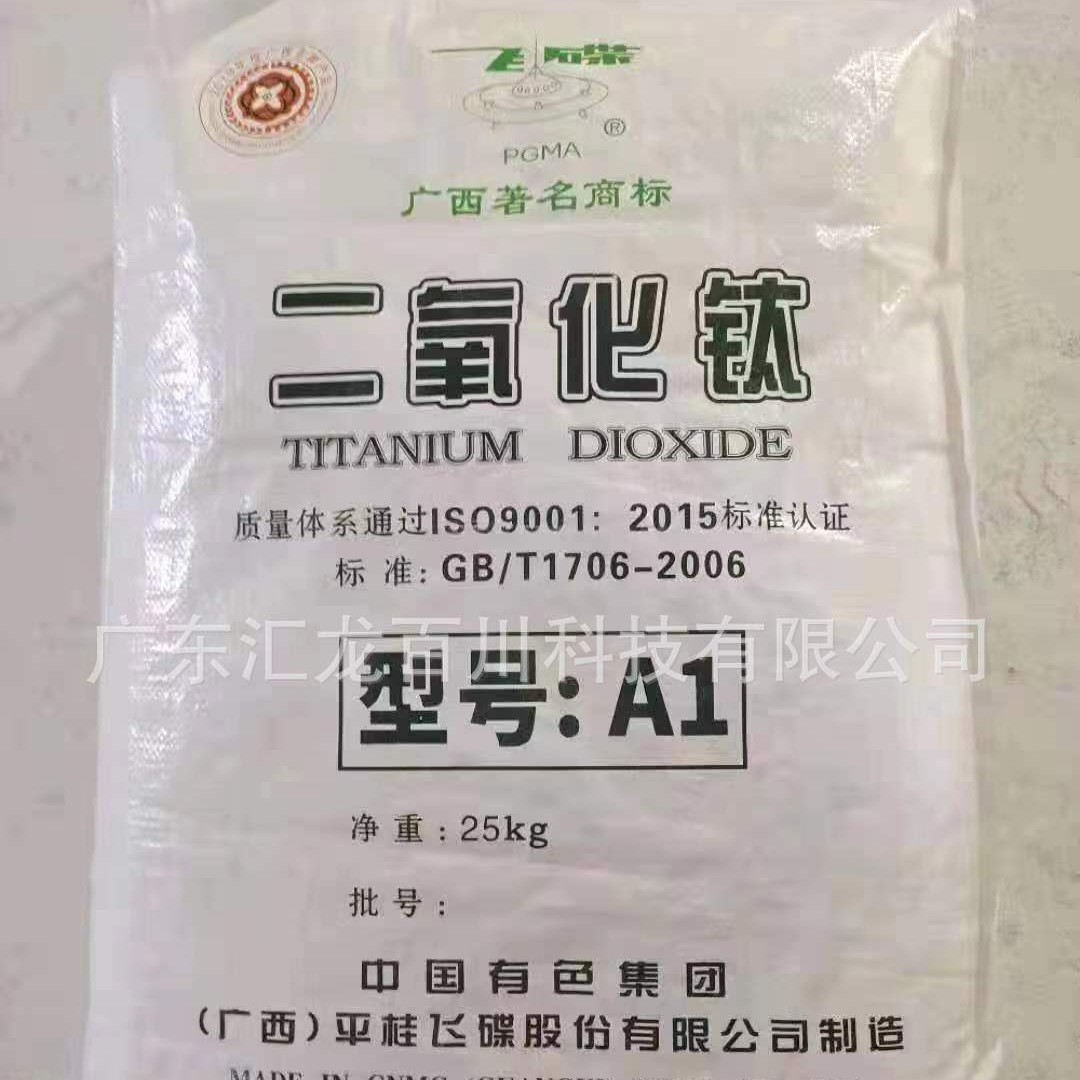 飞碟
®
PGMA
广西著名商标
二氧化钛
TITANIUM DIOXIDE
质量体系通过ISO9001: 2015标准认证
标 准: GB/T1706-2006
广东汇龙百川科技有限公司
型号: A1
净 重 : 25kg
批 号 :
中国有色集团
(广西)平桂飞碟股份有限公司制造
MADE IN CNMC